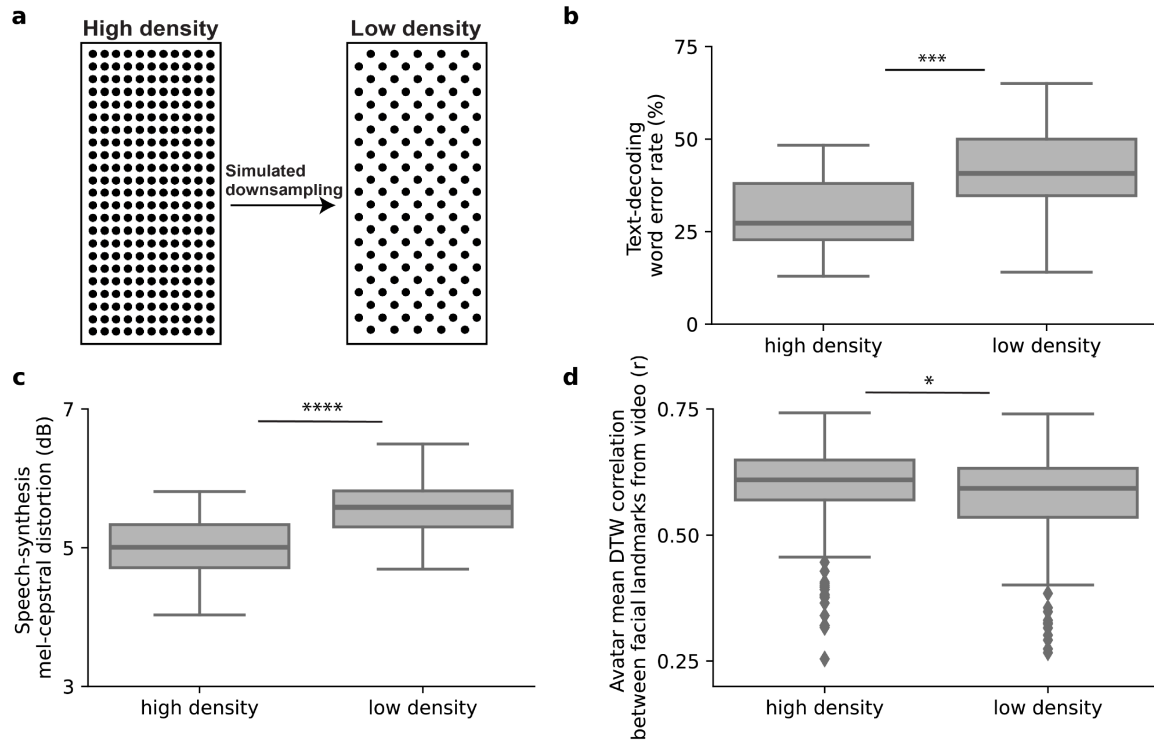 a
High density
Low density
Simulated
downsampling
b
Text-decoding
word error rate (%)
75
50
25
0
***
high density
low density
c
Speech-synthesis
mel-cepstral distortion (dB)
7
5
3
****
high density
low density
d
Avatar mean DTW correlation
between facial landmarks from video (r)
0.75
0.50
0.25
*
high density
low density